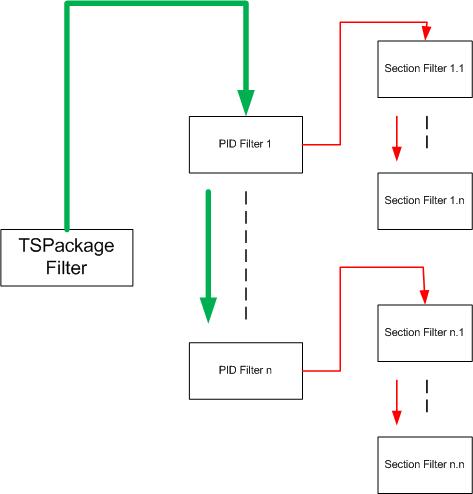 TSPackage
Filter
PID Filter 1
Section Filter 1.1
Section Filter 1.n
PID Filter n
Section Filter n.1
Section Filter n.n